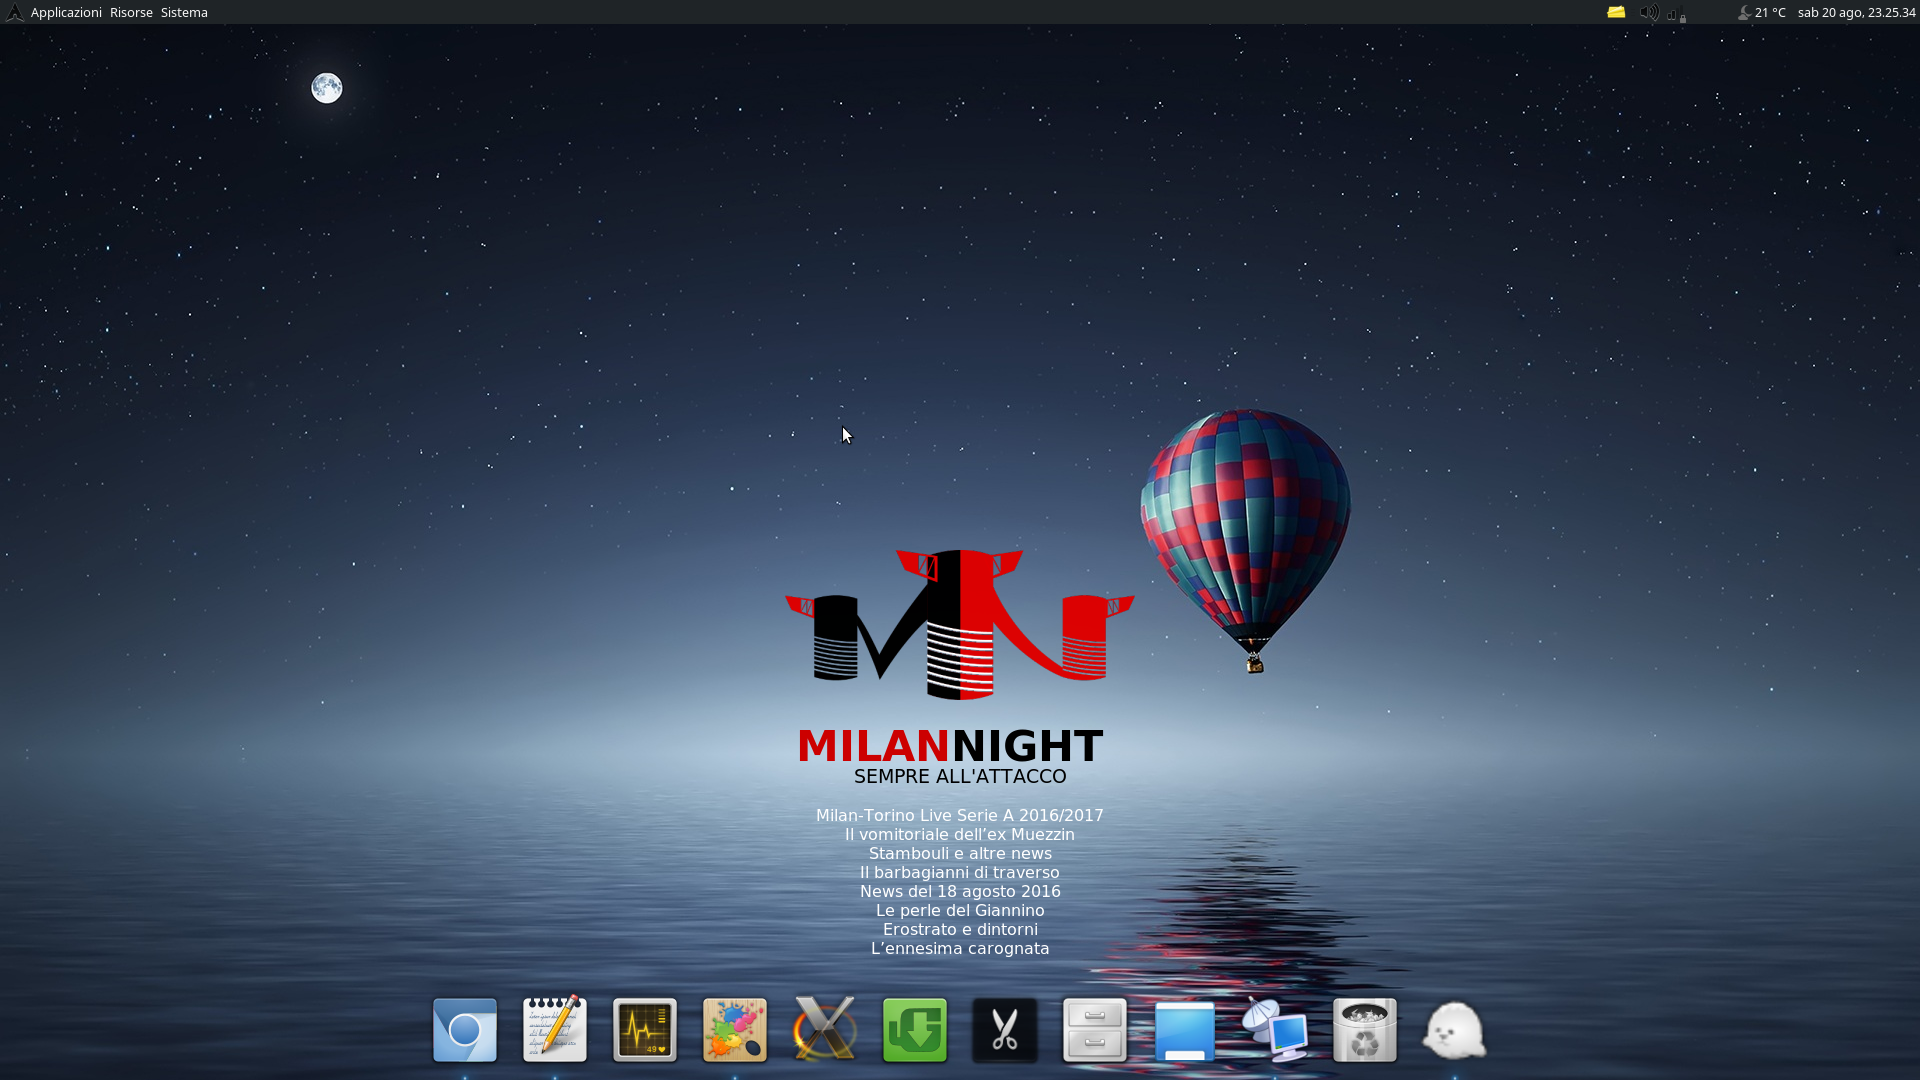 Applicazioni Risorse Sistema
21 °C sab 20 ago, 23.25.34
MILANNIGHT
SEMPRE ALL'ATTACCO
Milan-Torino Live Serie A 2016/2017
Il vomitoriale dell’ex Muezzin
Stambouli e altre news
Il barbagianni di traverso
News del 18 agosto 2016
Le perle del Giannino
Erostrato e dintorni
L’ennesima carognata
49